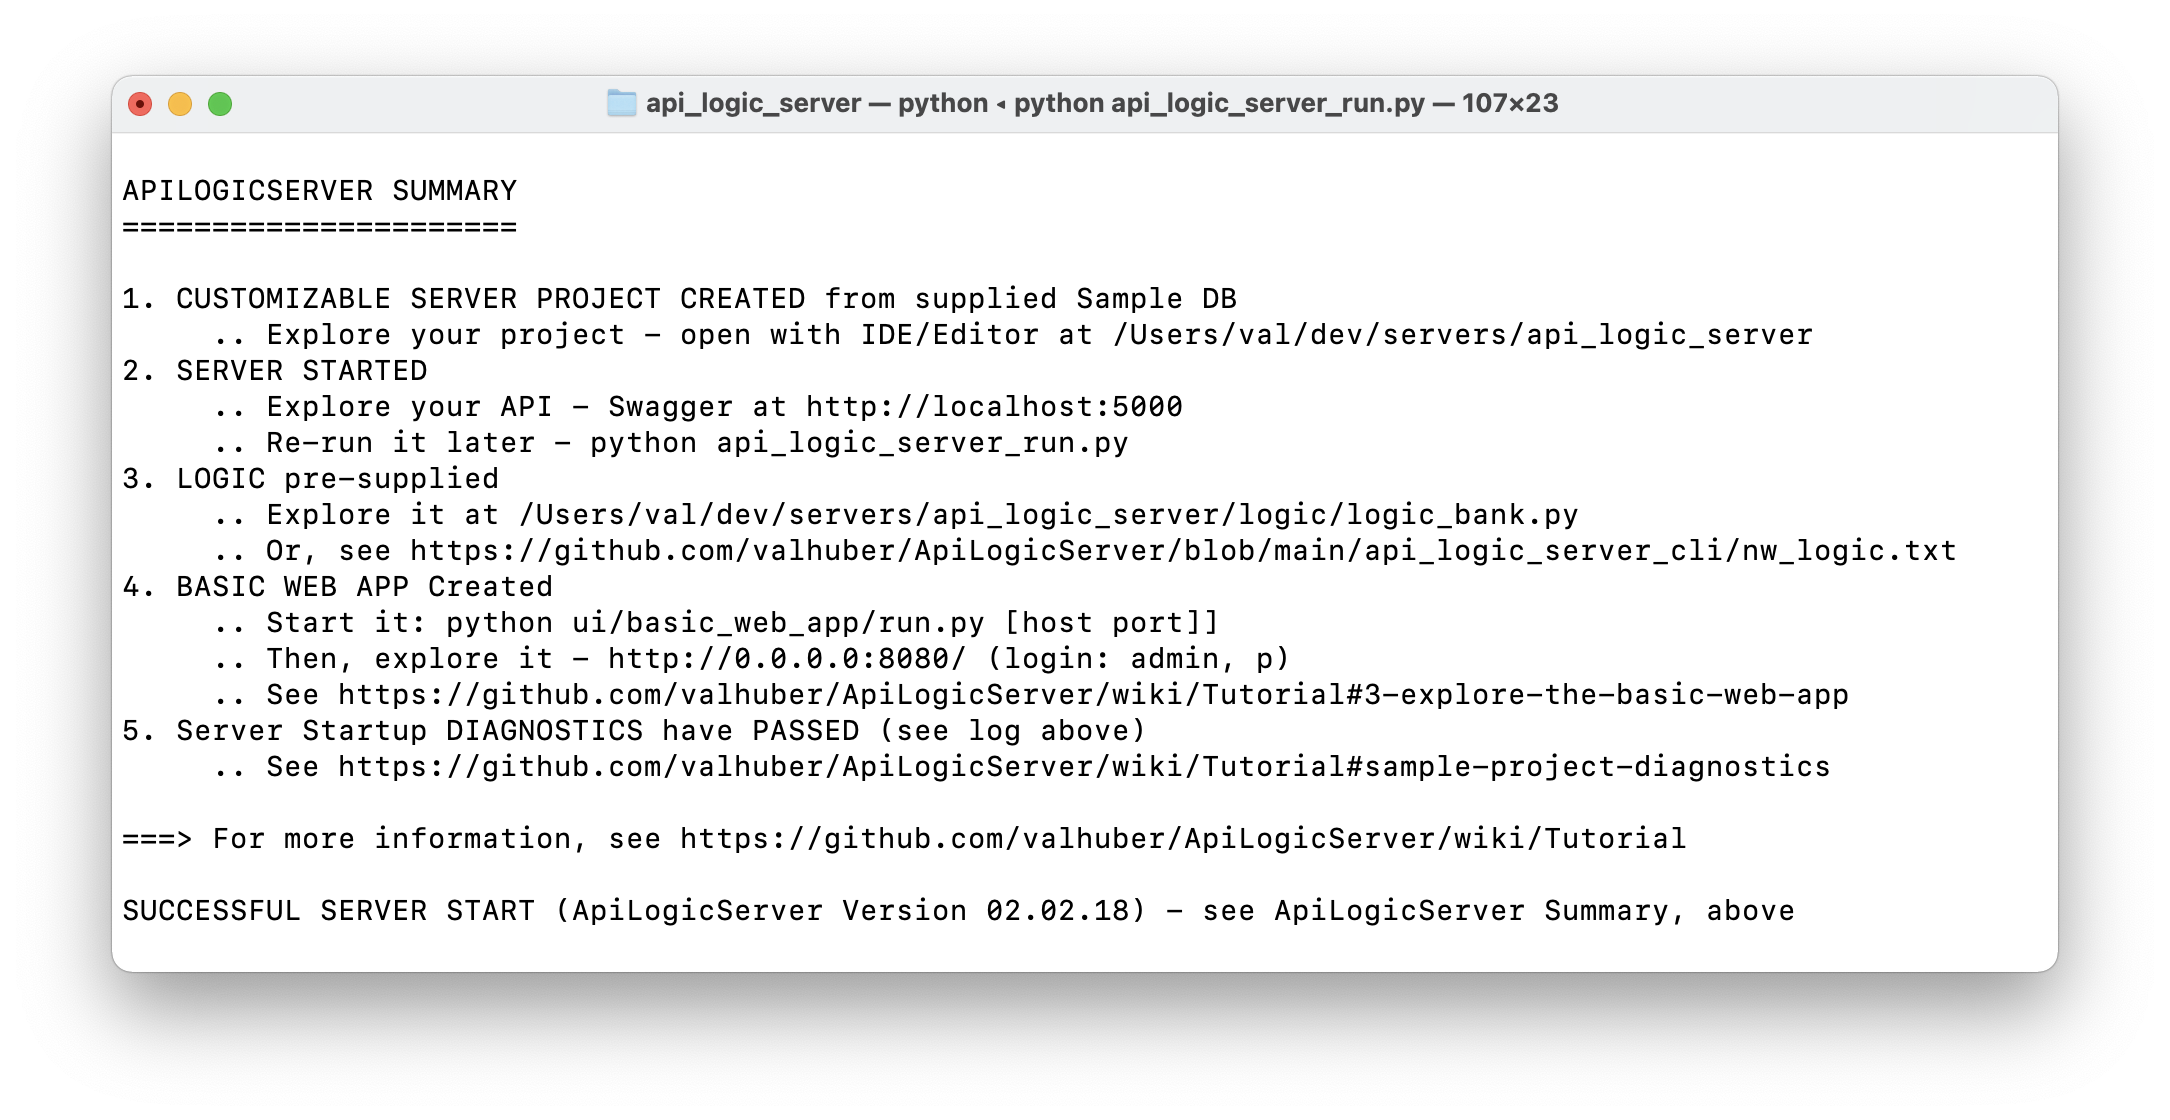 api_logic_server — python ◂ python api_logic_server_run.py — 107×23
APILOGICSERVER SUMMARY
======================
1. CUSTOMIZABLE SERVER PROJECT CREATED from supplied Sample DB
.. Explore your project – open with IDE/Editor at /Users/val/dev/servers/api_logic_server
2. SERVER STARTED
.. Explore your API – Swagger at http://localhost:5000
.. Re-run it later – python api_logic_server_run.py
3. LOGIC pre-supplied
.. Explore it at /Users/val/dev/servers/api_logic_server/logic/logic_bank.py
.. Or, see https://github.com/valhuber/ApiLogicServer/blob/main/api_logic_server_cli/nw_logic.txt
4. BASIC WEB APP Created
.. Start it: python ui/basic_web_app/run.py [host port]]
.. Then, explore it – http://0.0.0.0:8080/ (login: admin, p)
.. See https://github.com/valhuber/ApiLogicServer/wiki/Tutorial#3-explore-the-basic-web-app
5. Server Startup DIAGNOSTICS have PASSED (see log above)
.. See https://github.com/valhuber/ApiLogicServer/wiki/Tutorial#sample-project-diagnostics
===> For more information, see https://github.com/valhuber/ApiLogicServer/wiki/Tutorial
SUCCESSFUL SERVER START (ApiLogicServer Version 02.02.18) – see ApiLogicServer Summary, above